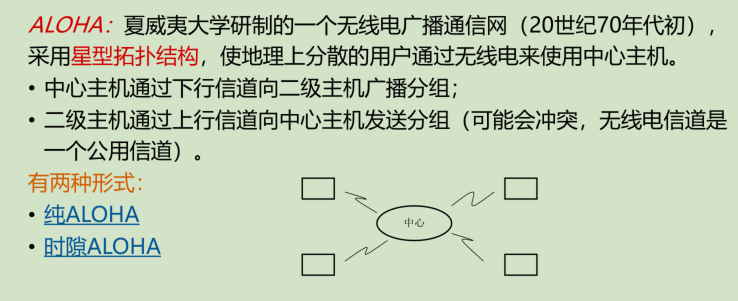 ALOHA：夏威夷大学研制的一个无线电广播通信网（20世纪70年代初），
采用星型拓扑结构，使地理上分散的用户通过无线电来使用中心主机。
• 中心主机通过下行信道向二级主机广播分组；
• 二级主机通过上行信道向中心主机发送分组（可能会冲突，无线电信道是
一个公用信道）。
有两种形式：
• 纯ALOHA
• 时隙ALOHA
中心